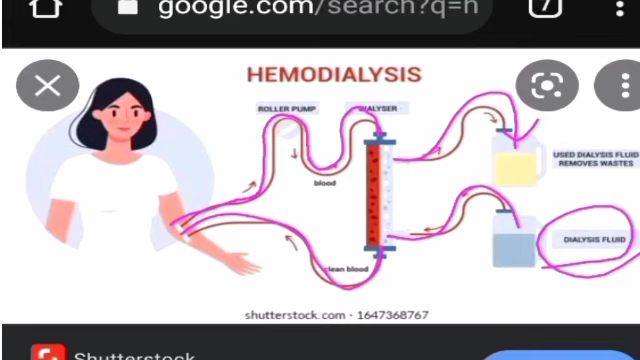 google.com/search?q=h
7
HEMODIALYSIS
ROLLER PUMP
DIALYSER
blood
USED DIALYSIS FLUID
REMOVES WASTES
DIALYSIS FLUID
clean blood
shutterstock.com · 1647368767
Shutterstock